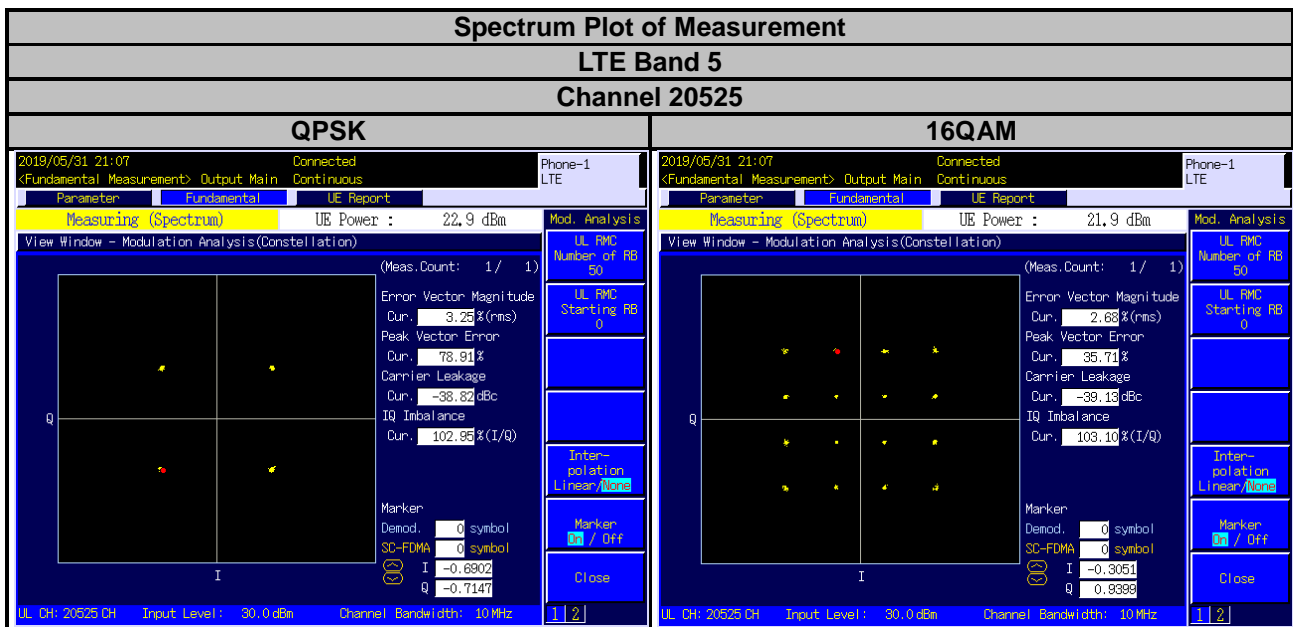 Spectrum Plot of Measurement
LTE Band 5
Channel 20525
QPSK
2019/05/31 21:07 Connected
<Fundamental Measurement> Output Main Continuous
Phone-1
LTE
Parameter Fundamental UE Report
Measuring (Spectrum) UE Power : 22.9 dBm Mod. Analysis
View Window - Modulation Analysis(Constellation)
(Meas.Count: 1/ 1)
Error Vector Magnitude
Cur. 3.25 %(rms)
Peak Vector Error
Cur. 78.91 %
Carrier Leakage
Cur. -38.82 dBc
IQ Imbalance
Cur. 102.95 %(I/Q)
Marker
Demod. 0 symbol
SC-FDMA 0 symbol
I -0.6902
Q -0.7147
Q
I
UL RMC
Number of RB
50
UL RMC
Starting RB
0
Inter-
polation
Linear/None
Marker
On / Off
Close
UL CH: 20525 CH Input Level: 30.0 dBm Channel Bandwidth: 10 MHz 1 2
16QAM
2019/05/31 21:07 Connected
<Fundamental Measurement> Output Main Continuous
Phone-1
LTE
Parameter Fundamental UE Report
Measuring (Spectrum) UE Power : 21.9 dBm Mod. Analysis
View Window - Modulation Analysis(Constellation)
(Meas.Count: 1/ 1)
Error Vector Magnitude
Cur. 2.68 %(rms)
Peak Vector Error
Cur. 35.71 %
Carrier Leakage
Cur. -39.13 dBc
IQ Imbalance
Cur. 103.10 %(I/Q)
Marker
Demod. 0 symbol
SC-FDMA 0 symbol
I -0.3051
Q 0.9399
Q
I
UL RMC
Number of RB
50
UL RMC
Starting RB
0
Inter-
polation
Linear/None
Marker
On / Off
Close
UL CH: 20525 CH Input Level: 30.0 dBm Channel Bandwidth: 10 MHz 1 2